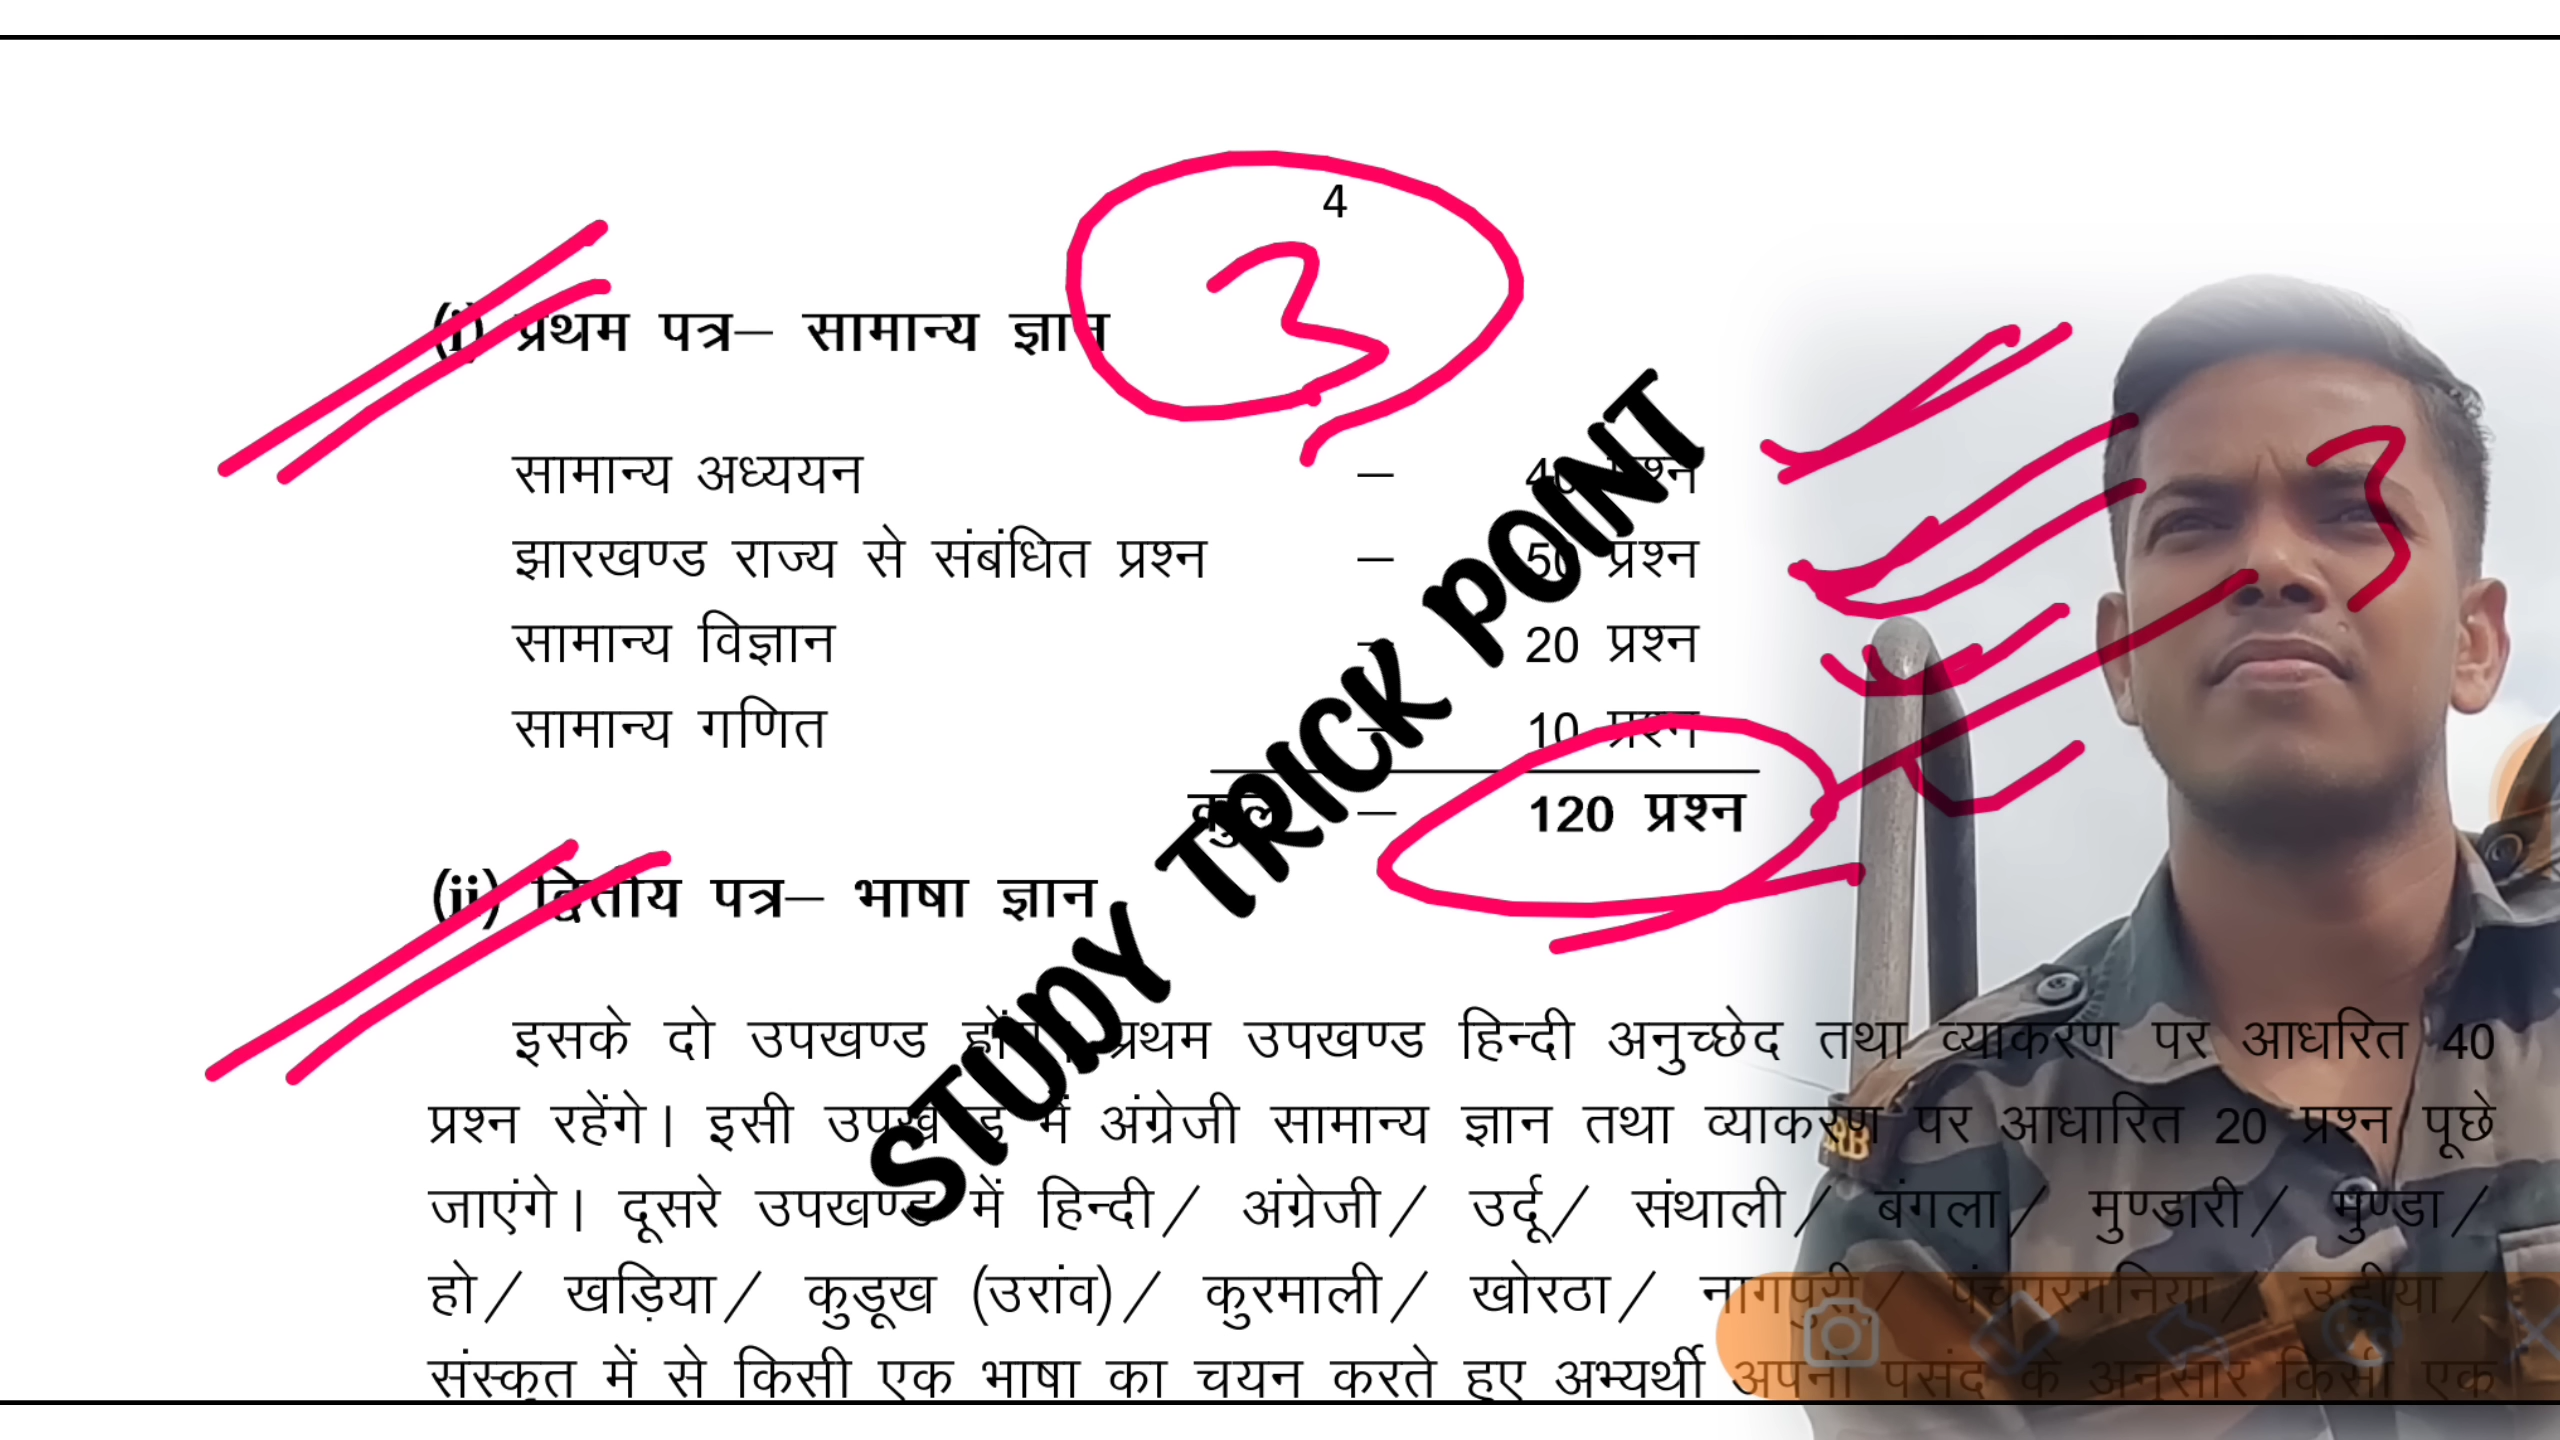 4
3
(i) प्रथम पत्र– सामान्य ज्ञान
सामान्य अध्ययन – 40 प्रश्न
झारखण्ड राज्य से संबंधित प्रश्न – 50 प्रश्न
सामान्य विज्ञान – 20 प्रश्न
सामान्य गणित – 10 प्रश्न
कुल – 120 प्रश्न
3
STUDY TRICK POINT
(ii) द्वितीय पत्र– भाषा ज्ञान
इसके दो उपखण्ड होंगे। प्रथम उपखण्ड हिन्दी अनुच्छेद तथा व्याकरण पर आधरित 40
प्रश्न रहेंगे। इसी उपखण्ड में अंग्रेजी सामान्य ज्ञान तथा व्याकरण पर आधारित 20 प्रश्न पूछे
जाएंगे। दूसरे उपखण्ड में हिन्दी/ अंग्रेजी/ उर्दू/ संथाली/ बंगला/ मुण्डारी/ मुण्डा/
हो/ खड़िया/ कुडूख (उरांव)/ कुरमाली/ खोरठा/ नागपुरी/ पंचपरगनिया/ उड़ीया/
संस्कृत में से किसी एक भाषा का चयन करते हुए अभ्यर्थी अपनी पसंद के अनुसार किसी एक